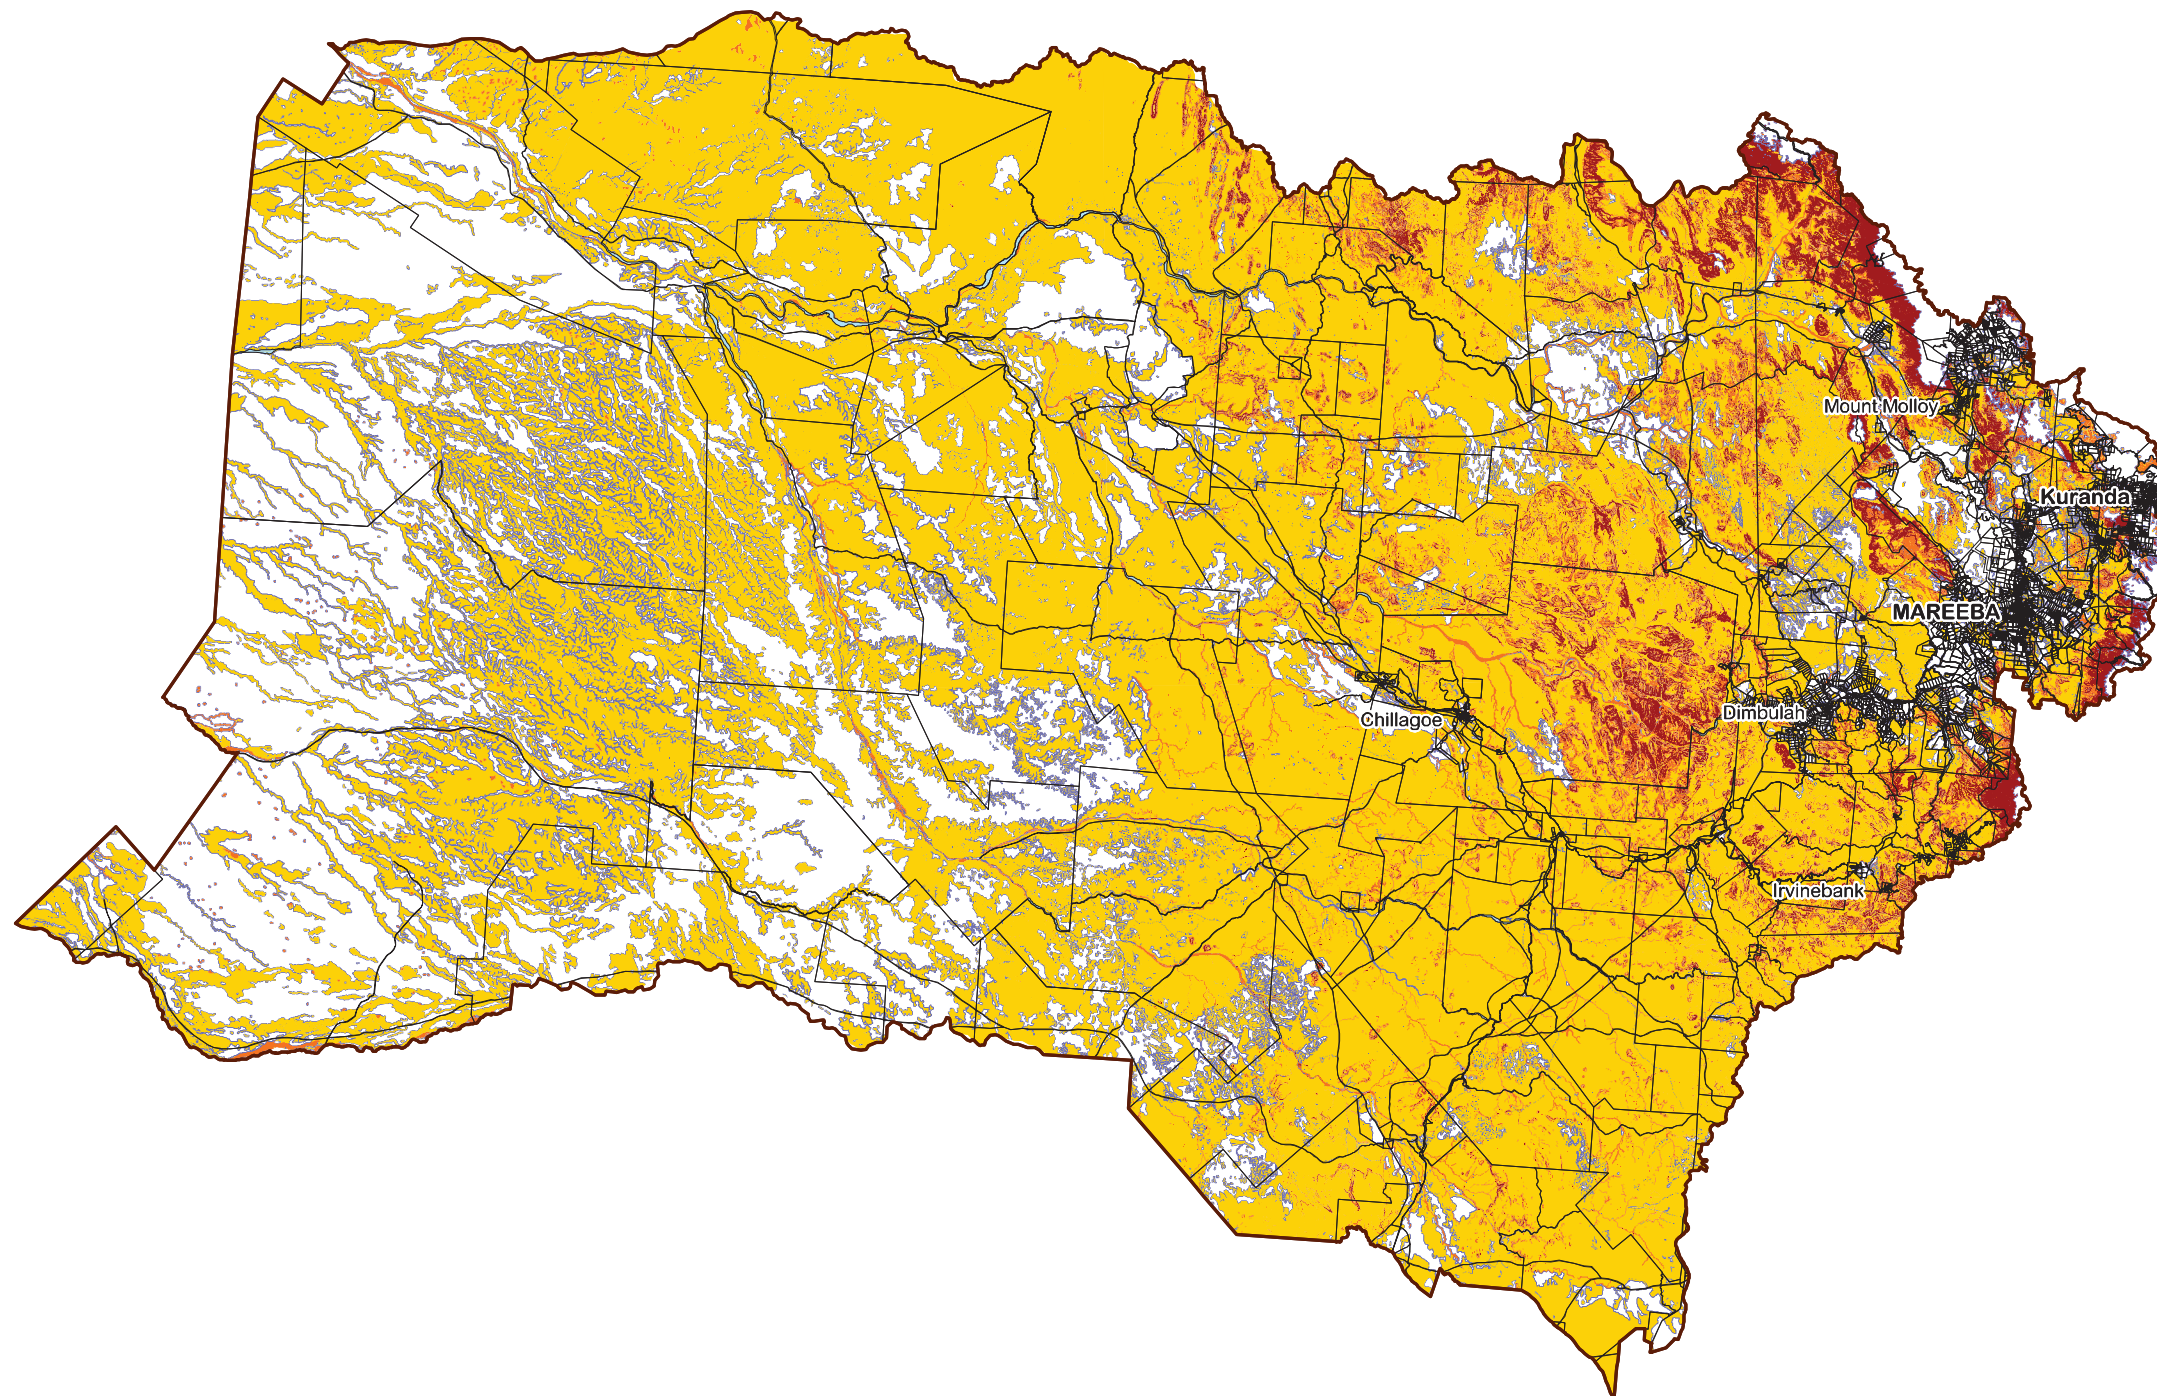 Mount Molloy
Kuranda
MAREEBA
Dimbulah
Chillagoe
Irvinebank